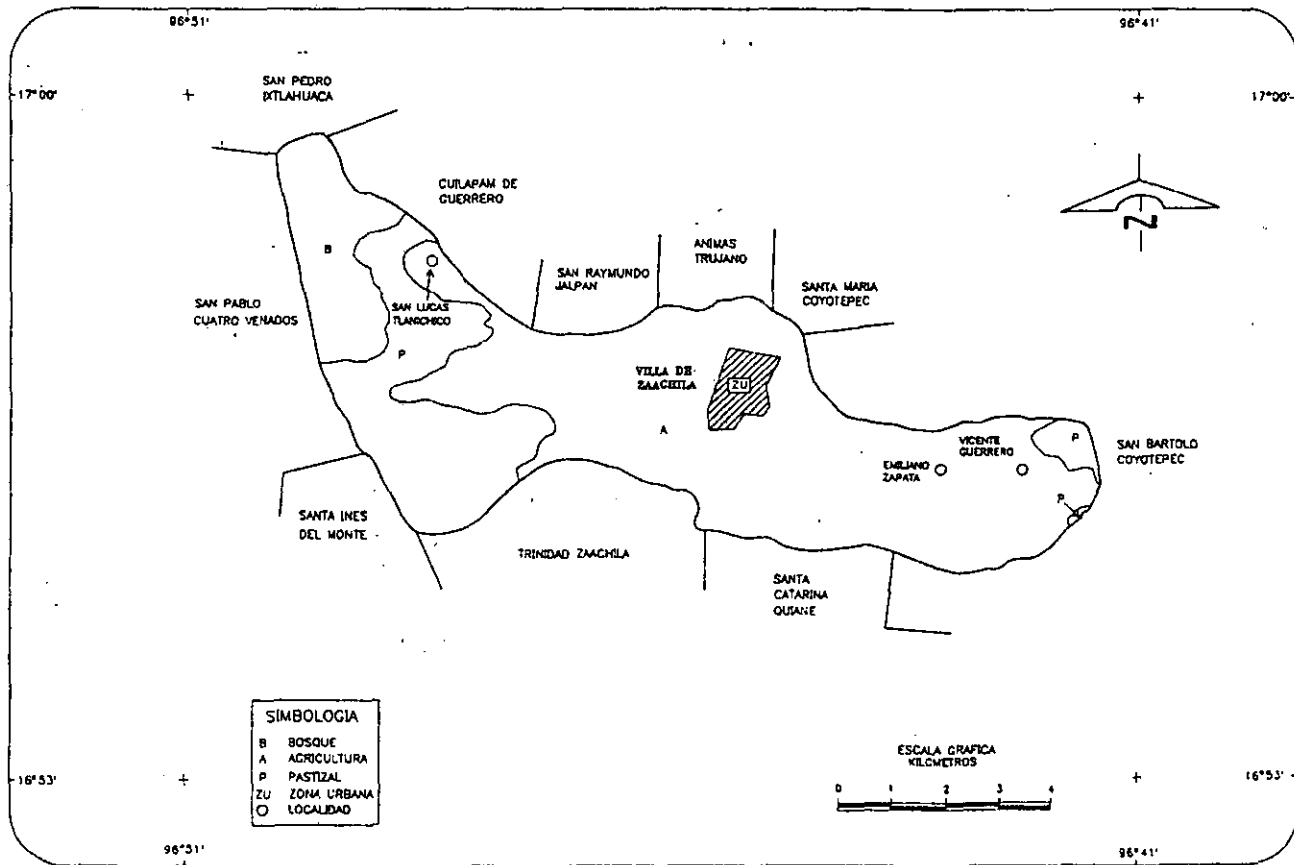 96°51'
96°41'
17°00'
17°00'
SAN PEDRO
IXTLAHUACA
CUILAPAM DE
GUERRERO
ANIMAS
TRUJANO
SAN RAYMUNDO
JALPAN
SANTA MARIA
COYOTEPEC
B
SAN PABLO
CUATRO VENADOS
SAN LUCAS
TLANICHICO
P
VILLA DE
ZAACHILA
ZU
A
VICENTE
GUERRERO
EMILIANO
ZAPATA
P
SAN BARTOLO
COYOTEPEC
P
SANTA INES
DEL MONTE
TRINIDAD ZAACHILA
SANTA
CATARINA
QUIANE
N
SIMBOLOGIA
B BOSQUE
A AGRICULTURA
P PASTIZAL
ZU ZONA URBANA
LOCALIDAD
ESCALA GRAFICA
KILOMETROS
0 1 2 3 4
16°53'
16°53'
96°51'
96°41'